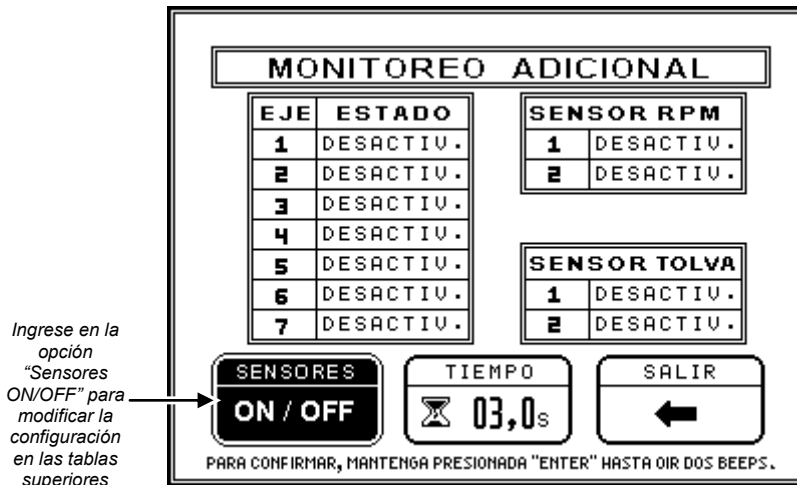 MONITOREO ADICIONAL
EJE ESTADO
1 DESACTIV.
2 DESACTIV.
3 DESACTIV.
4 DESACTIV.
5 DESACTIV.
6 DESACTIV.
7 DESACTIV.
SENSOR RPM
1 DESACTIV.
2 DESACTIV.
SENSOR TOLVA
1 DESACTIV.
2 DESACTIV.
Ingrese en la
opción
“Sensores
ON/OFF” para
modificar la
configuración
en las tablas
superiores
SENSORES
ON / OFF
TIEMPO
03,0s
SALIR
PARA CONFIRMAR, MANTENGA PRESIONADA "ENTER" HASTA OIR DOS BEEPS.